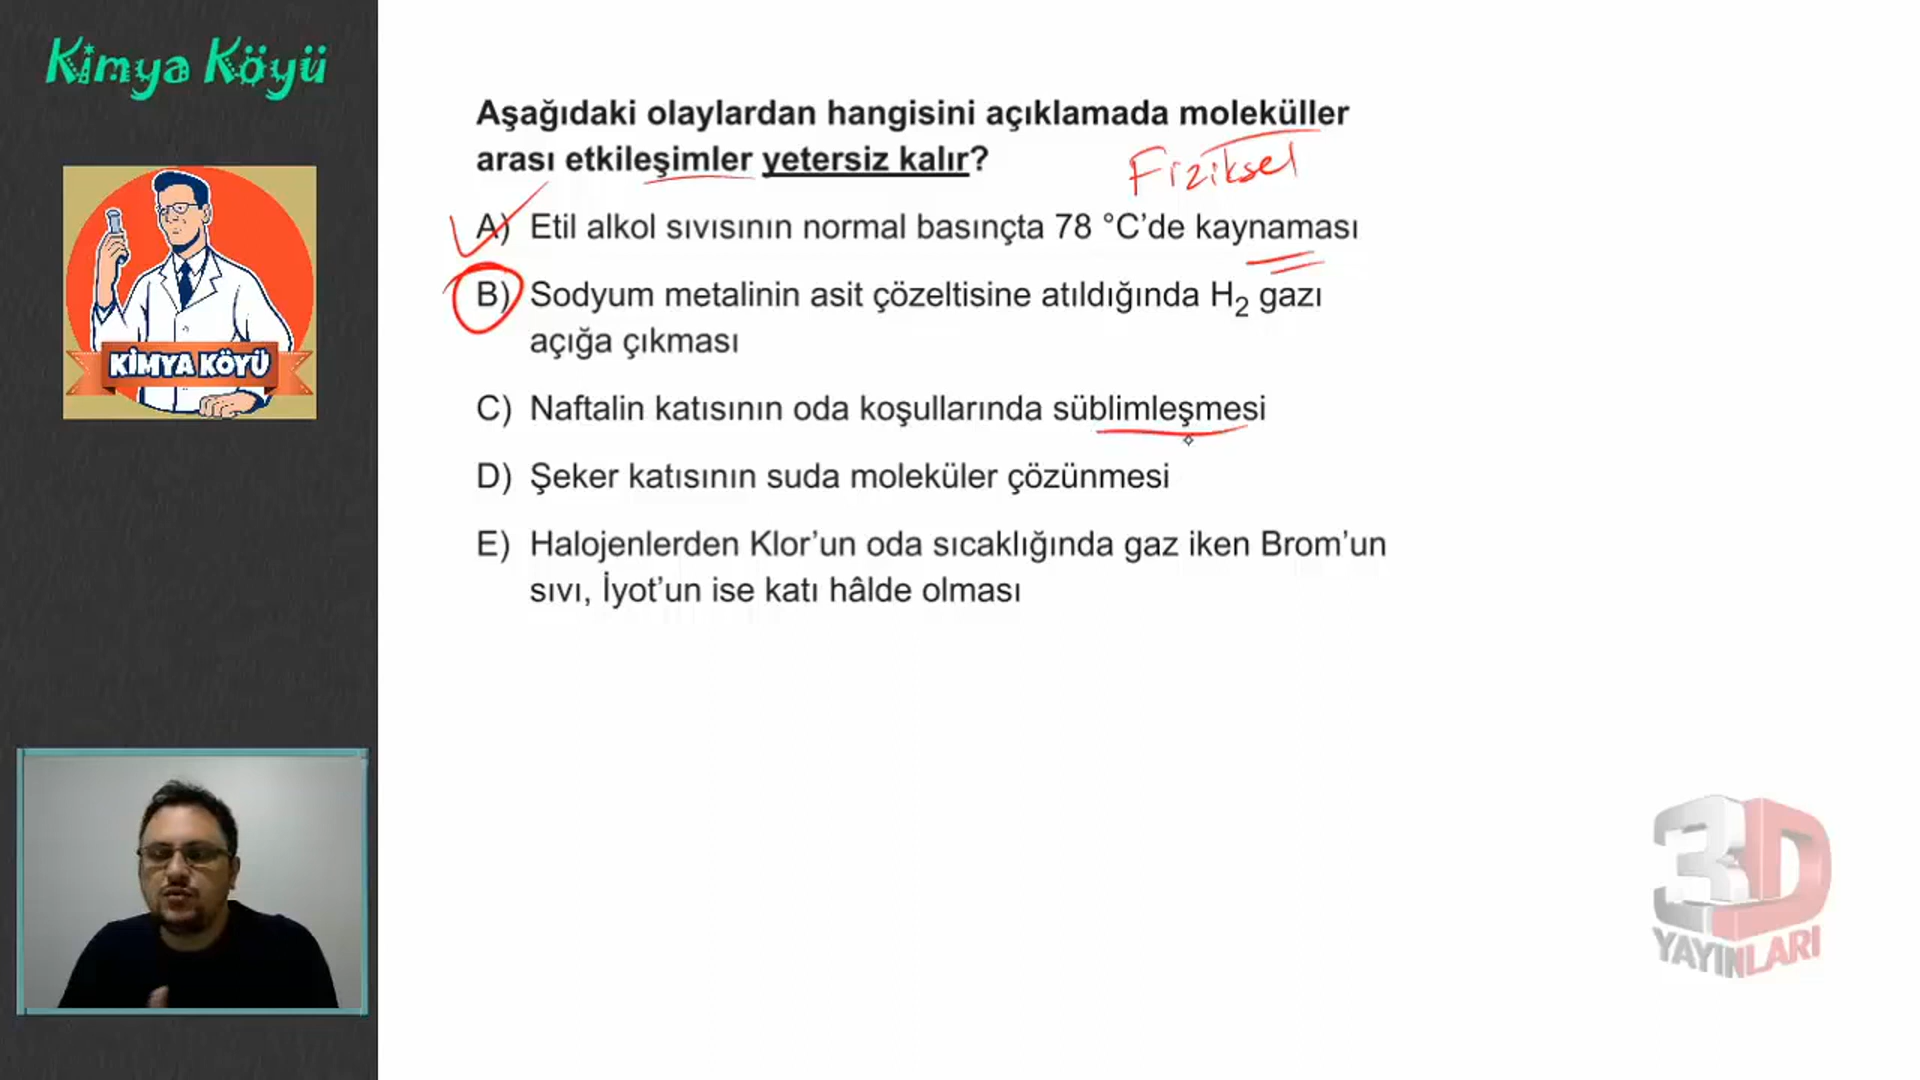 Kimya Köyü
KİMYA KÖYÜ
Aşağıdaki olaylardan hangisini açıklamada moleküller
arası etkileşimler yetersiz kalır?
Fiziksel
A) Etil alkol sıvısının normal basınçta 78 °C’de kaynaması
B) Sodyum metalinin asit çözeltisine atıldığında H₂ gazı
açığa çıkması
C) Naftalin katısının oda koşullarında süblimleşmesi
D) Şeker katısının suda moleküler çözünmesi
E) Halojenlerden Klor’un oda sıcaklığında gaz iken Brom’un
sıvı, İyot’un ise katı hâlde olması
3D
YAYINLARI